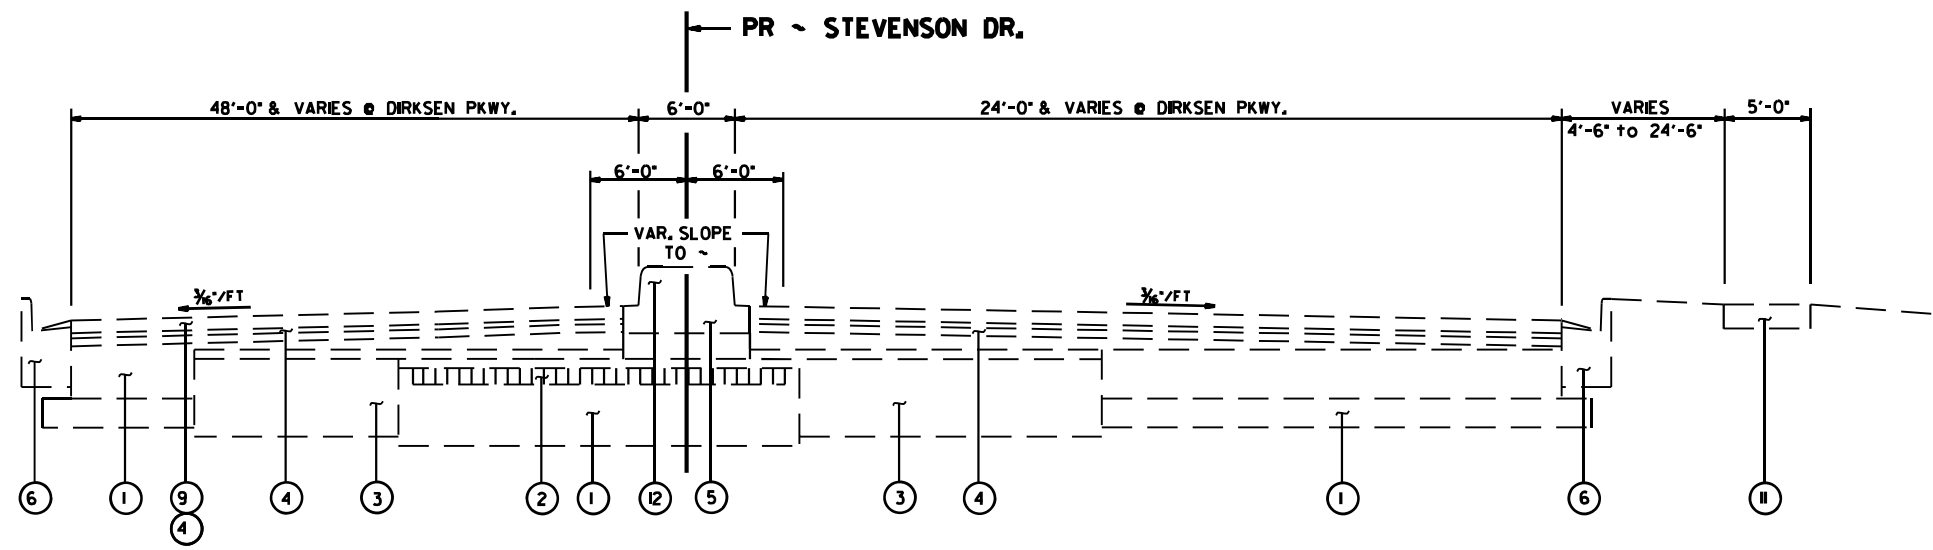 PR ~ STEVENSON DR.
48'-0" & VARIES @ DIRKSEN PKWY.
6'-0"
24'-0" & VARIES @ DIRKSEN PKWY.
VARIES
4'-6" to 24'-6"
5'-0"
6'-0"
6'-0"
VAR. SLOPE
TO ~
3/16"/FT
3/16"/FT
6
1
9
4
4
3
2
1
12
5
3
4
1
6
11